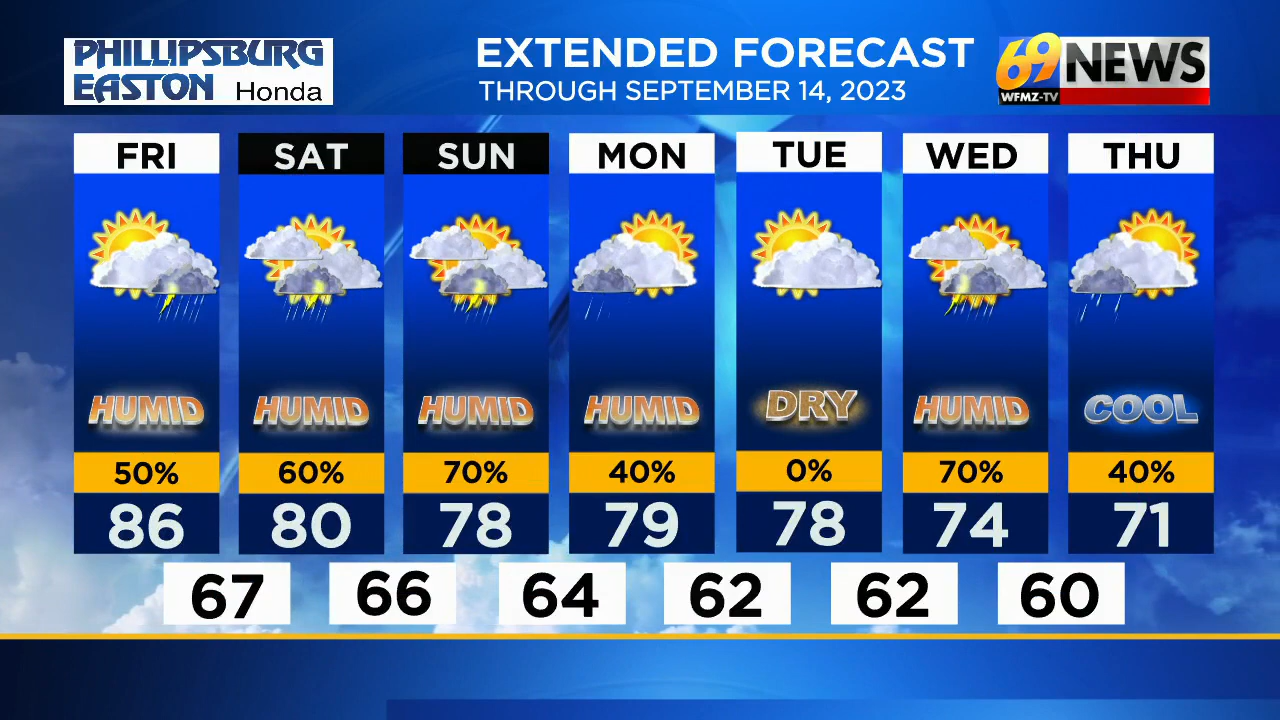 PHILLIPSBURG
EASTON Honda
EXTENDED FORECAST
THROUGH SEPTEMBER 14, 2023
69 NEWS
WFMZ-TV
FRI SAT SUN MON TUE WED THU
HUMID HUMID HUMID HUMID DRY HUMID COOL
50% 60% 70% 40% 0% 70% 40%
86 80 78 79 78 74 71
67 66 64 62 62 60